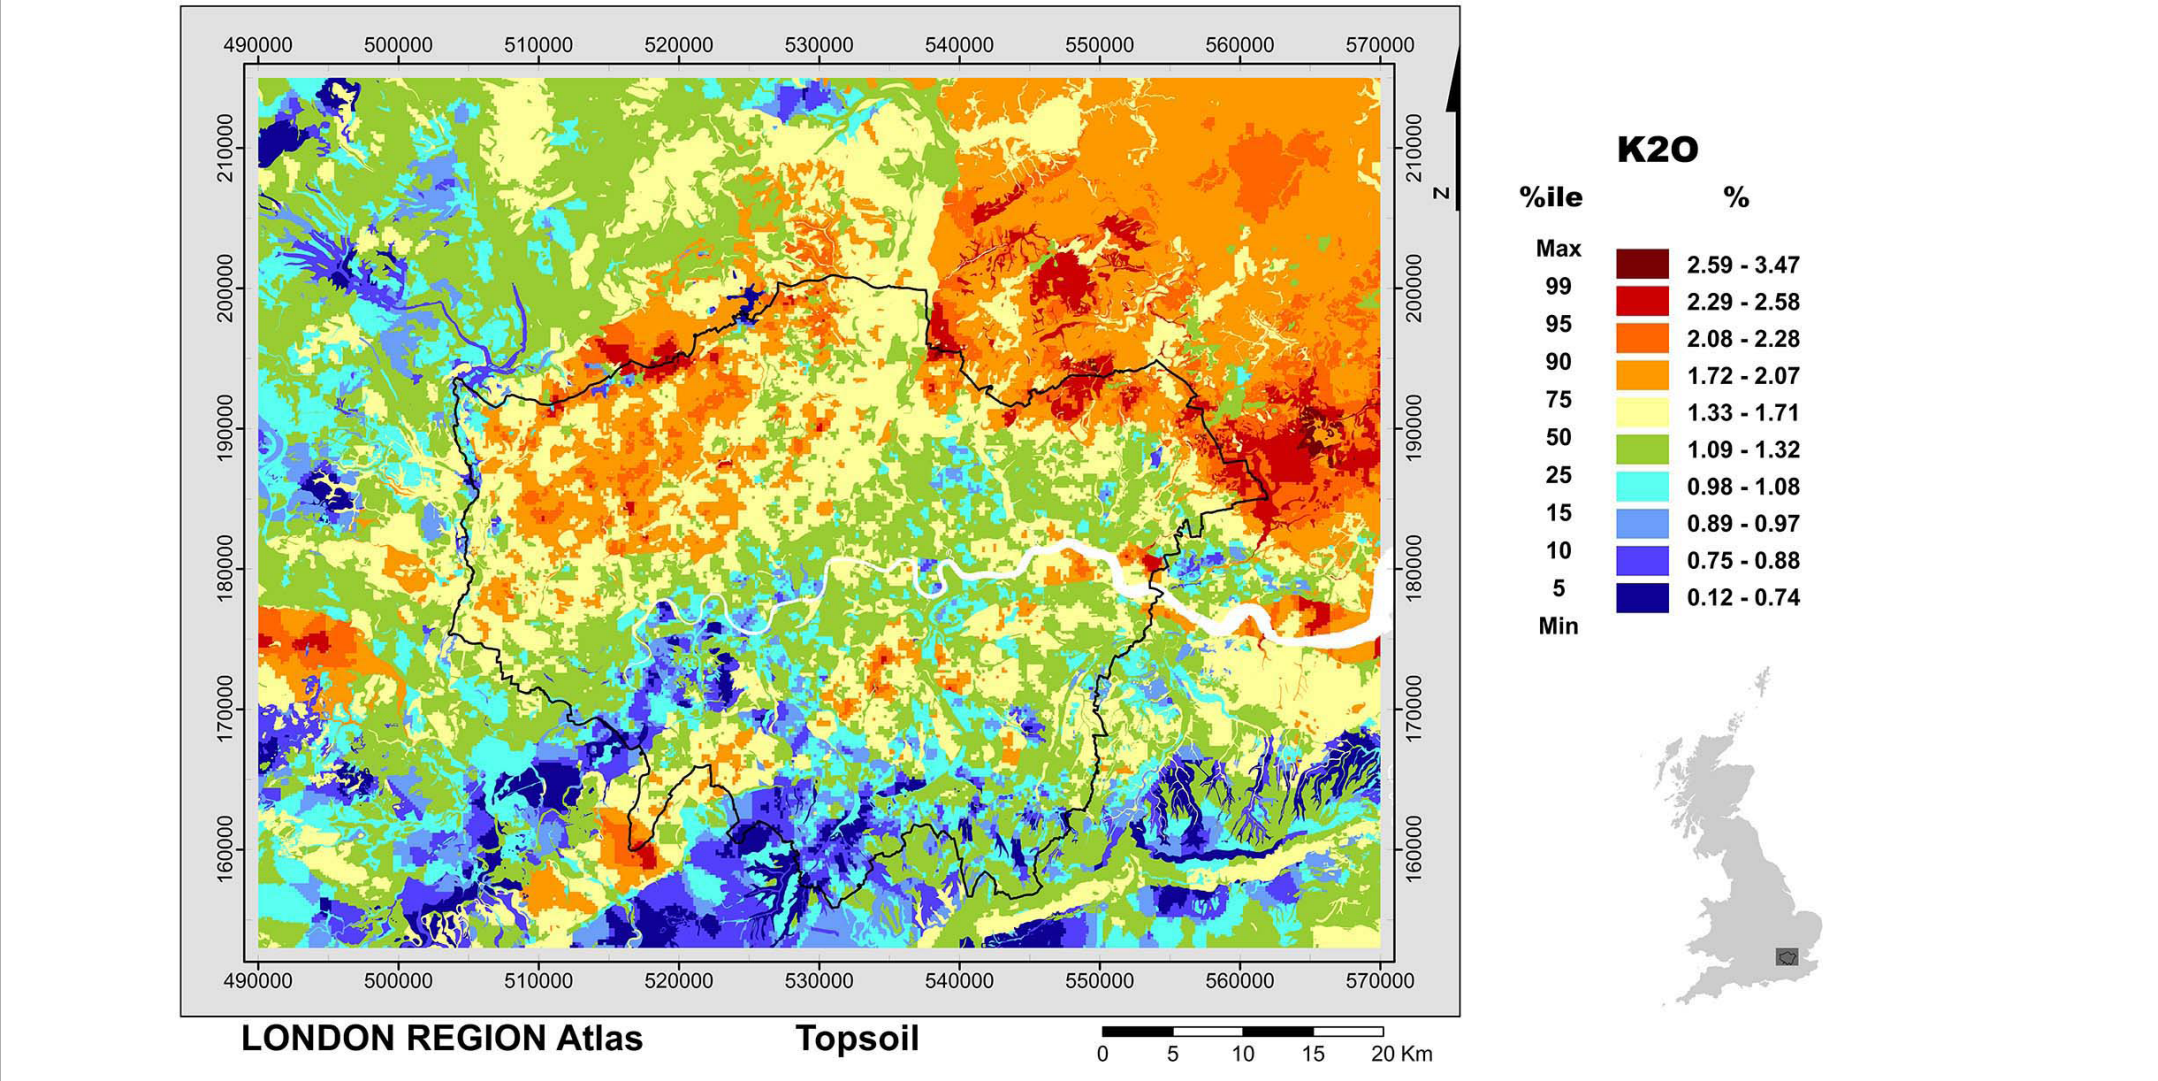 490000 500000 510000 520000 530000 540000 550000 560000 570000
210000
200000
190000
180000
170000
160000
210000
200000
190000
180000
170000
160000
N
490000 500000 510000 520000 530000 540000 550000 560000 570000
LONDON REGION Atlas
Topsoil
0 5 10 15 20 Km
K2O
%ile %
Max
2.59 - 3.47
99
2.29 - 2.58
95
2.08 - 2.28
90
1.72 - 2.07
75
1.33 - 1.71
50
1.09 - 1.32
25
0.98 - 1.08
15
0.89 - 0.97
10
0.75 - 0.88
5
0.12 - 0.74
Min